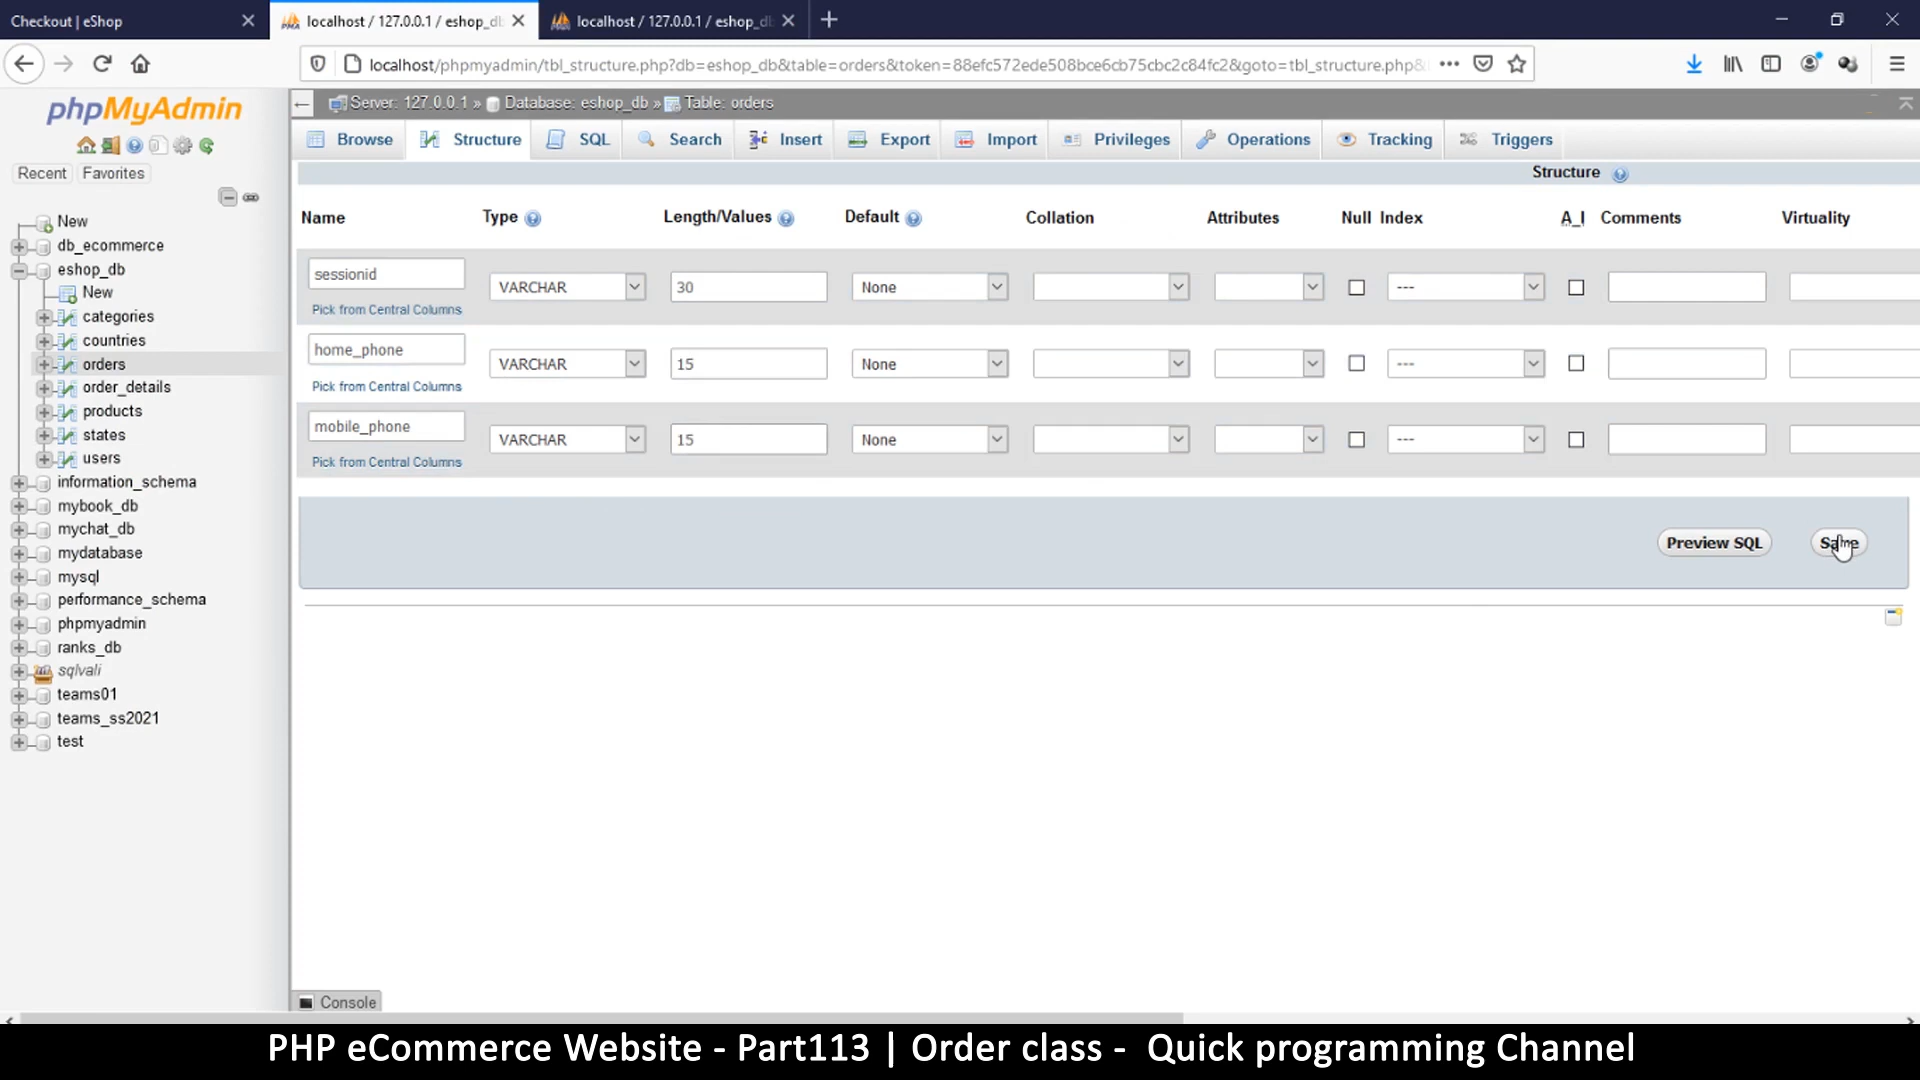 Checkout | eShop
localhost / 127.0.0.1 / eshop_db
localhost / 127.0.0.1 / eshop_db
localhost/phpmyadmin/tbl_structure.php?db=eshop_db&table=orders&token=88efc572ede508bce6cb75cbc2c84fc2&goto=tbl_structure.php
phpMyAdmin
Recent
Favorites
New
db_ecommerce
eshop_db
New
categories
countries
orders
order_details
products
states
users
information_schema
mybook_db
mychat_db
mydatabase
mysql
performance_schema
phpmyadmin
ranks_db
sqlvali
teams01
teams_ss2021
test
Server: 127.0.0.1 » Database: eshop_db » Table: orders
Browse Structure SQL Search Insert Export Import Privileges Operations Tracking Triggers
Structure
Name Type Length/Values Default Collation Attributes Null Index A_I Comments Virtuality
sessionid VARCHAR 30 None ---
Pick from Central Columns
home_phone VARCHAR 15 None ---
Pick from Central Columns
mobile_phone VARCHAR 15 None ---
Pick from Central Columns
Preview SQL Save
Console
PHP eCommerce Website - Part113 | Order class - Quick programming Channel